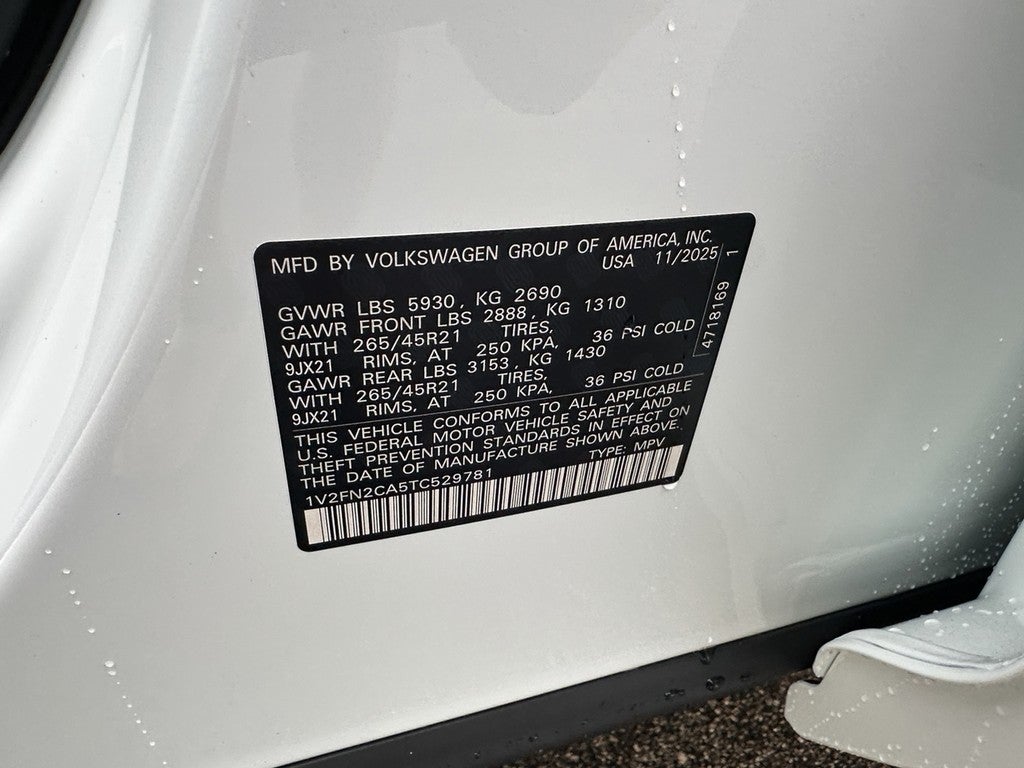 MFD BY VOLKSWAGEN GROUP OF AMERICA, INC.
USA 11/2025
GVWR LBS 5930, KG 2690
GAWR FRONT LBS 2888, KG 1310
WITH 265/45R21 TIRES,
9JX21 RIMS, AT 250 KPA, 36 PSI COLD
GAWR REAR LBS 3153, KG 1430
WITH 265/45R21 TIRES,
9JX21 RIMS, AT 250 KPA, 36 PSI COLD
THIS VEHICLE CONFORMS TO ALL APPLICABLE
U.S. FEDERAL MOTOR VEHICLE SAFETY AND
THEFT PREVENTION STANDARDS IN EFFECT ON
THE DATE OF MANUFACTURE SHOWN ABOVE.
TYPE: MPV
1V2FN2CA5TC529781
4718169 1